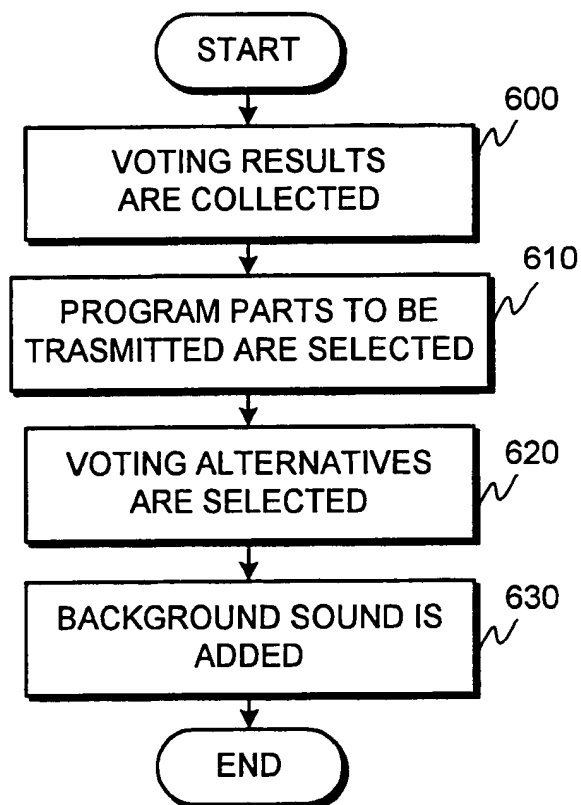 START
600
VOTING RESULTS
ARE COLLECTED
610
PROGRAM PARTS TO BE
TRASMITTED ARE SELECTED
620
VOTING ALTERNATIVES
ARE SELECTED
630
BACKGROUND SOUND IS
ADDED
END